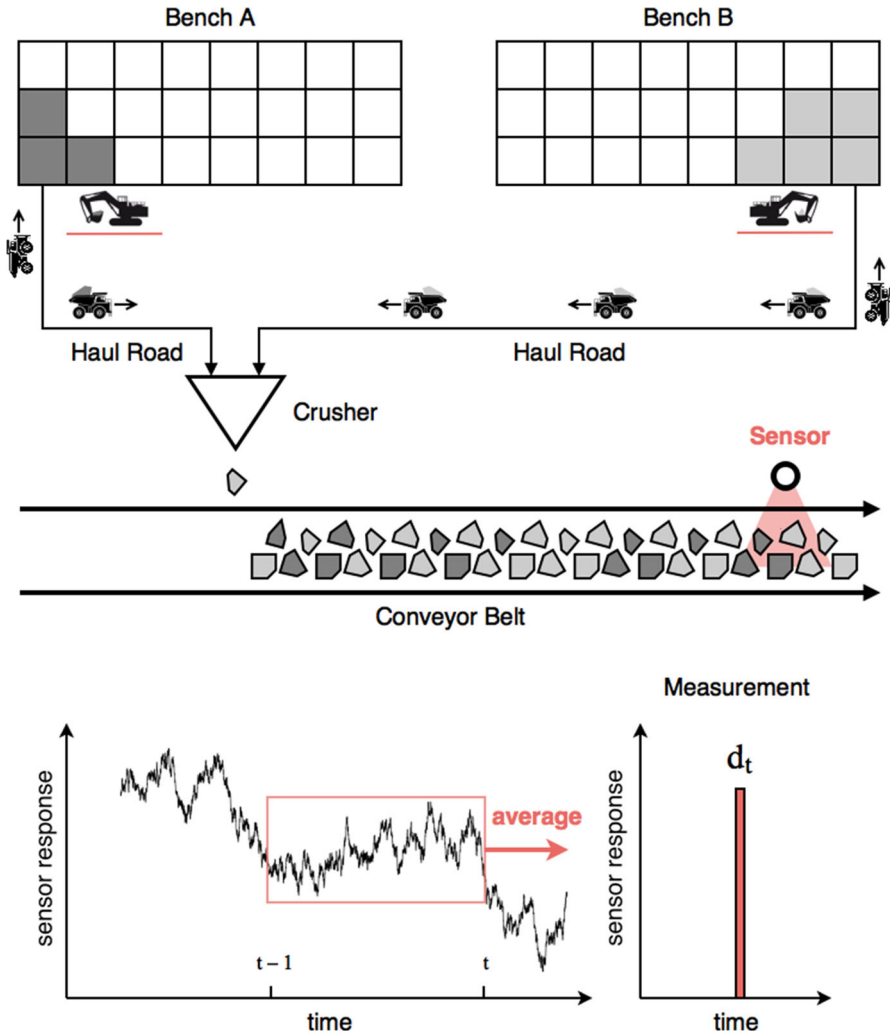 Bench A
Bench B
Haul Road
Haul Road
Crusher
Sensor
Conveyor Belt
Measurement
sensor response
average
t − 1
t
time
sensor response
dt
time